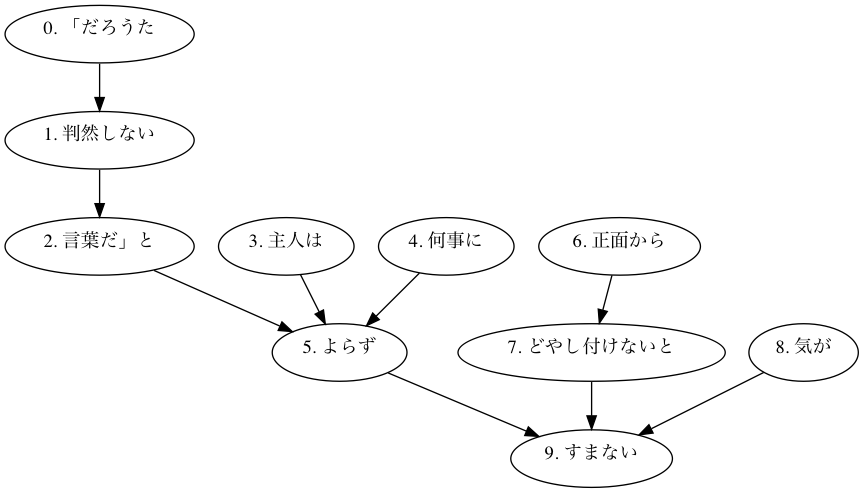 0. 「だろうた
1. 判然しない
2. 言葉だ」と
3. 主人は
4. 何事に
6. 正面から
5. よらず
7. どやし付けないと
8. 気が
9. すまない